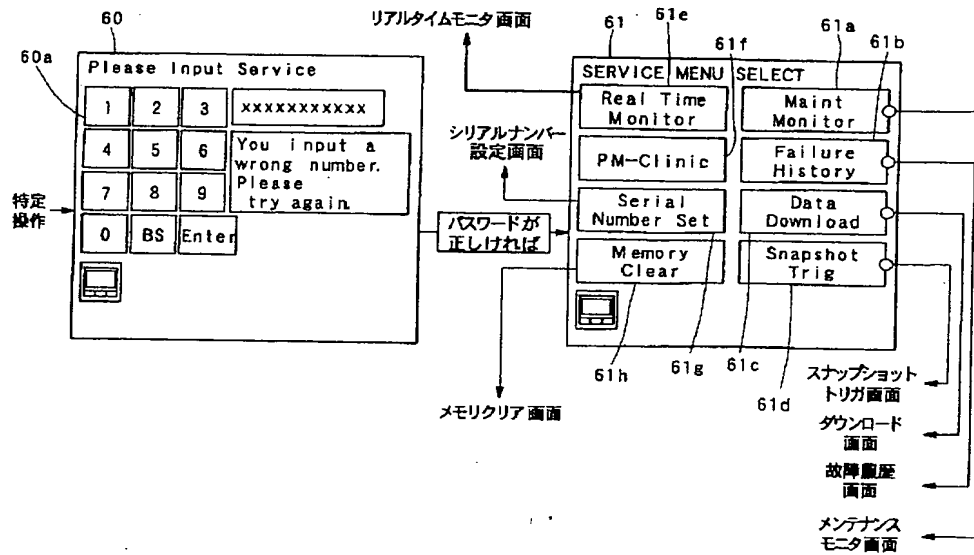 リアルタイムモニタ画面
60
60a
Please Input Service
1 2 3
xxxxxxxxxxx
4 5 6
You input a
wrong number.
Please
try again.
7 8 9
0 BS Enter
特定
操作
パスワードが
正しければ
61
61e
61f
61a
61b
SERVICE MENU SELECT
Real Time
Monitor
Maint
Monitor
シリアルナンバー
設定画面
PM-Clinic
Failure
History
Serial
Number Set
Data
Download
Memory
Clear
Snapshot
Trig
61h
61g
61c
61d
メモリクリア画面
スナップショット
トリガ画面
ダウンロード
画面
故障履歴
画面
メンテナンス
モニタ画面